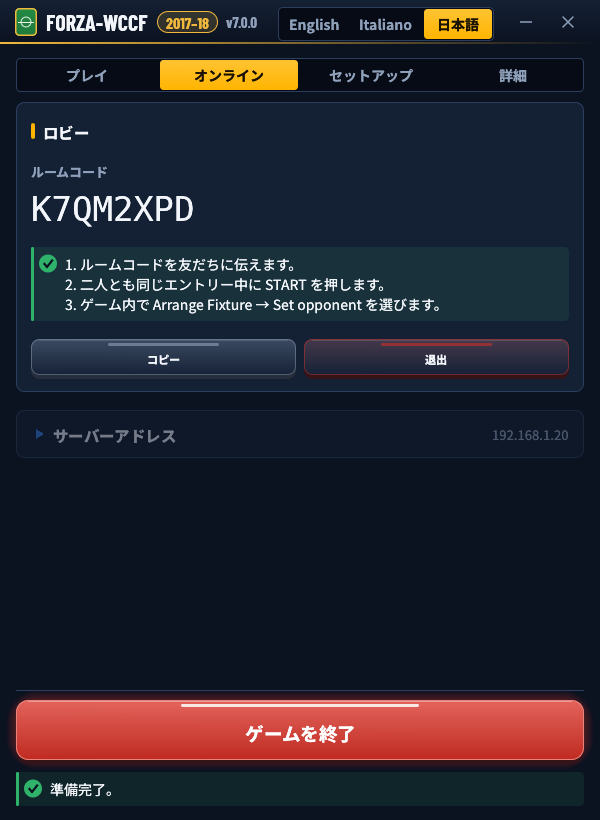 FORZA-WCCF 2017-18 v7.0.0 English Italiano 日本語
プレイ オンライン セットアップ 詳細
ロビー
ルームコード
K7QM2XPD
1. ルームコードを友だちに伝えます。
2. 二人とも同じエントリー中に START を押します。
3. ゲーム内で Arrange Fixture → Set opponent を選びます。
コピー 退出
サーバーアドレス 192.168.1.20
ゲームを終了
準備完了。